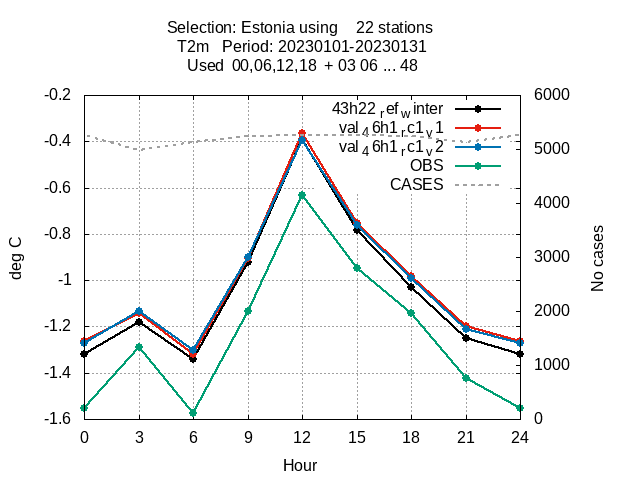 Selection: Estonia using    22 stations
T2m   Period: 20230101-20230131
Used  00,06,12,18  + 03 06 ... 48
-0.2
-0.4
-0.6
-0.8
-1
-1.2
-1.4
-1.6
6000
5000
4000
3000
2000
1000
0
43h22_ref_winter
val_46h1_rc1_v1
val_46h1_rc1_v2
OBS
CASES
deg C
No cases
0 3 6 9 12 15 18 21 24
Hour